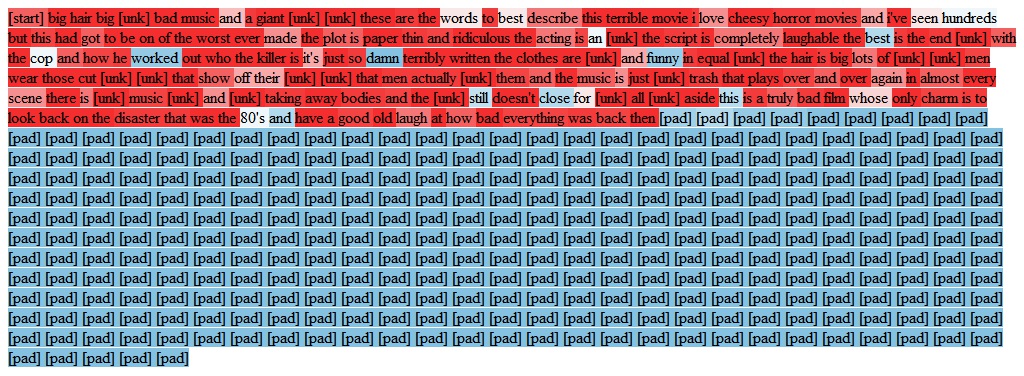 [start] big hair big [unk] bad music and a giant [unk] [unk] these are the words to best describe this terrible movie i love cheesy horror movies and i've seen hundreds
but this had got to be on of the worst ever made the plot is paper thin and ridiculous the acting is an [unk] the script is completely laughable the best is the end [unk] with
the cop and how he worked out who the killer is it's just so damn terribly written the clothes are [unk] and funny in equal [unk] the hair is big lots of [unk] [unk] men
wear those cut [unk] [unk] that show off their [unk] [unk] that men actually [unk] them and the music is just [unk] trash that plays over and over again in almost every
scene there is [unk] music [unk] and [unk] taking away bodies and the [unk] still doesn't close for [unk] all [unk] aside this is a truly bad film whose only charm is to
look back on the disaster that was the 80's and have a good old laugh at how bad everything was back then [pad] [pad] [pad] [pad] [pad] [pad] [pad] [pad] [pad]
[pad] [pad] [pad] [pad] [pad] [pad] [pad] [pad] [pad] [pad] [pad] [pad] [pad] [pad] [pad] [pad] [pad] [pad] [pad] [pad] [pad] [pad] [pad] [pad] [pad] [pad] [pad]
[pad] [pad] [pad] [pad] [pad] [pad] [pad] [pad] [pad] [pad] [pad] [pad] [pad] [pad] [pad] [pad] [pad] [pad] [pad] [pad] [pad] [pad] [pad] [pad] [pad] [pad] [pad]
[pad] [pad] [pad] [pad] [pad] [pad] [pad] [pad] [pad] [pad] [pad] [pad] [pad] [pad] [pad] [pad] [pad] [pad] [pad] [pad] [pad] [pad] [pad] [pad] [pad] [pad] [pad]
[pad] [pad] [pad] [pad] [pad] [pad] [pad] [pad] [pad] [pad] [pad] [pad] [pad] [pad] [pad] [pad] [pad] [pad] [pad] [pad] [pad] [pad] [pad] [pad] [pad] [pad] [pad]
[pad] [pad] [pad] [pad] [pad] [pad] [pad] [pad] [pad] [pad] [pad] [pad] [pad] [pad] [pad] [pad] [pad] [pad] [pad] [pad] [pad] [pad] [pad] [pad] [pad] [pad] [pad]
[pad] [pad] [pad] [pad] [pad] [pad] [pad] [pad] [pad] [pad] [pad] [pad] [pad] [pad] [pad] [pad] [pad] [pad] [pad] [pad] [pad] [pad] [pad] [pad] [pad] [pad] [pad]
[pad] [pad] [pad] [pad] [pad] [pad] [pad] [pad] [pad] [pad] [pad] [pad] [pad] [pad] [pad] [pad] [pad] [pad] [pad] [pad] [pad] [pad] [pad] [pad] [pad] [pad] [pad]
[pad] [pad] [pad] [pad] [pad] [pad] [pad] [pad] [pad] [pad] [pad] [pad] [pad] [pad] [pad] [pad] [pad] [pad] [pad] [pad] [pad] [pad] [pad] [pad] [pad] [pad] [pad]
[pad] [pad] [pad] [pad] [pad] [pad] [pad] [pad] [pad] [pad] [pad] [pad] [pad] [pad] [pad] [pad] [pad] [pad] [pad] [pad] [pad] [pad] [pad] [pad] [pad] [pad] [pad]
[pad] [pad] [pad] [pad] [pad] [pad] [pad] [pad] [pad] [pad] [pad] [pad] [pad] [pad] [pad] [pad] [pad] [pad] [pad] [pad] [pad] [pad] [pad] [pad] [pad] [pad] [pad]
[pad] [pad] [pad] [pad] [pad] [pad] [pad] [pad] [pad] [pad] [pad] [pad] [pad] [pad] [pad] [pad] [pad] [pad] [pad] [pad] [pad] [pad] [pad] [pad] [pad] [pad] [pad]
[pad] [pad] [pad] [pad] [pad]